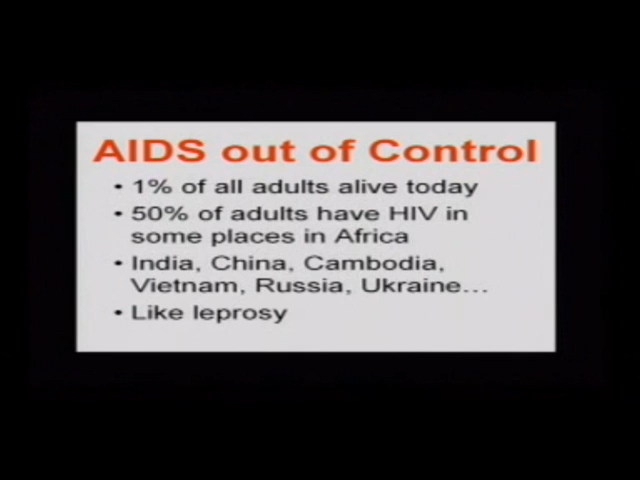 AIDS out of Control
• 1% of all adults alive today
• 50% of adults have HIV in
some places in Africa
• India, China, Cambodia,
Vietnam, Russia, Ukraine...
• Like leprosy